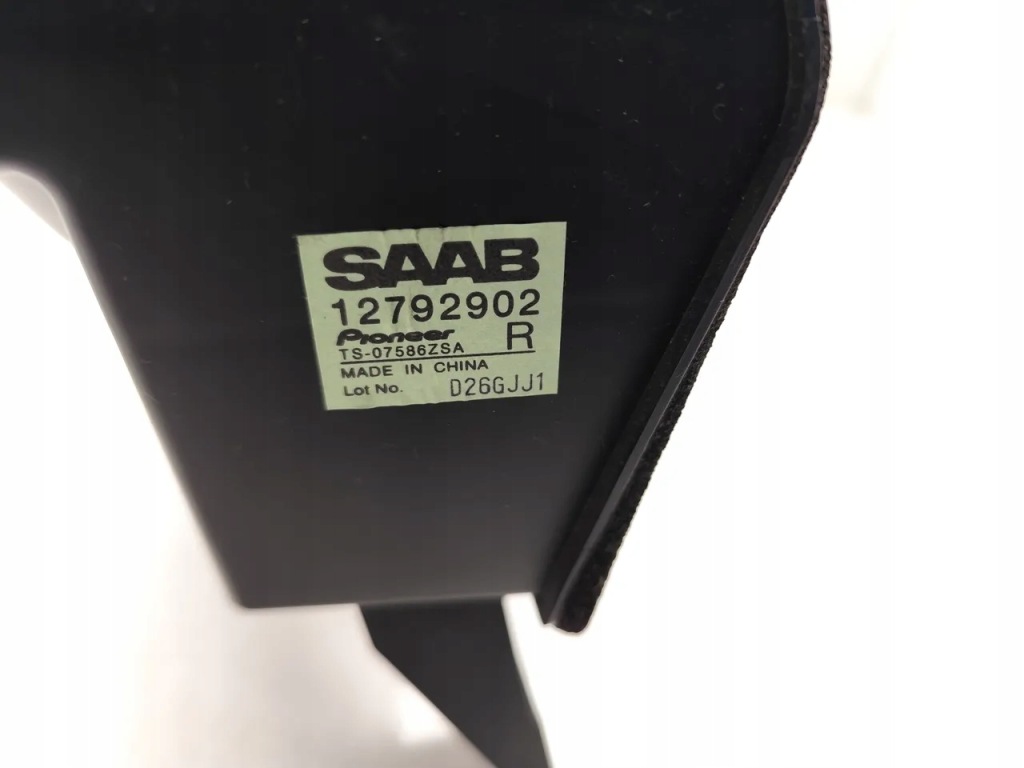 SAAB
12792902
Pioneer R
TS-07586ZSA
MADE IN CHINA
Lot No. D26GJJ1